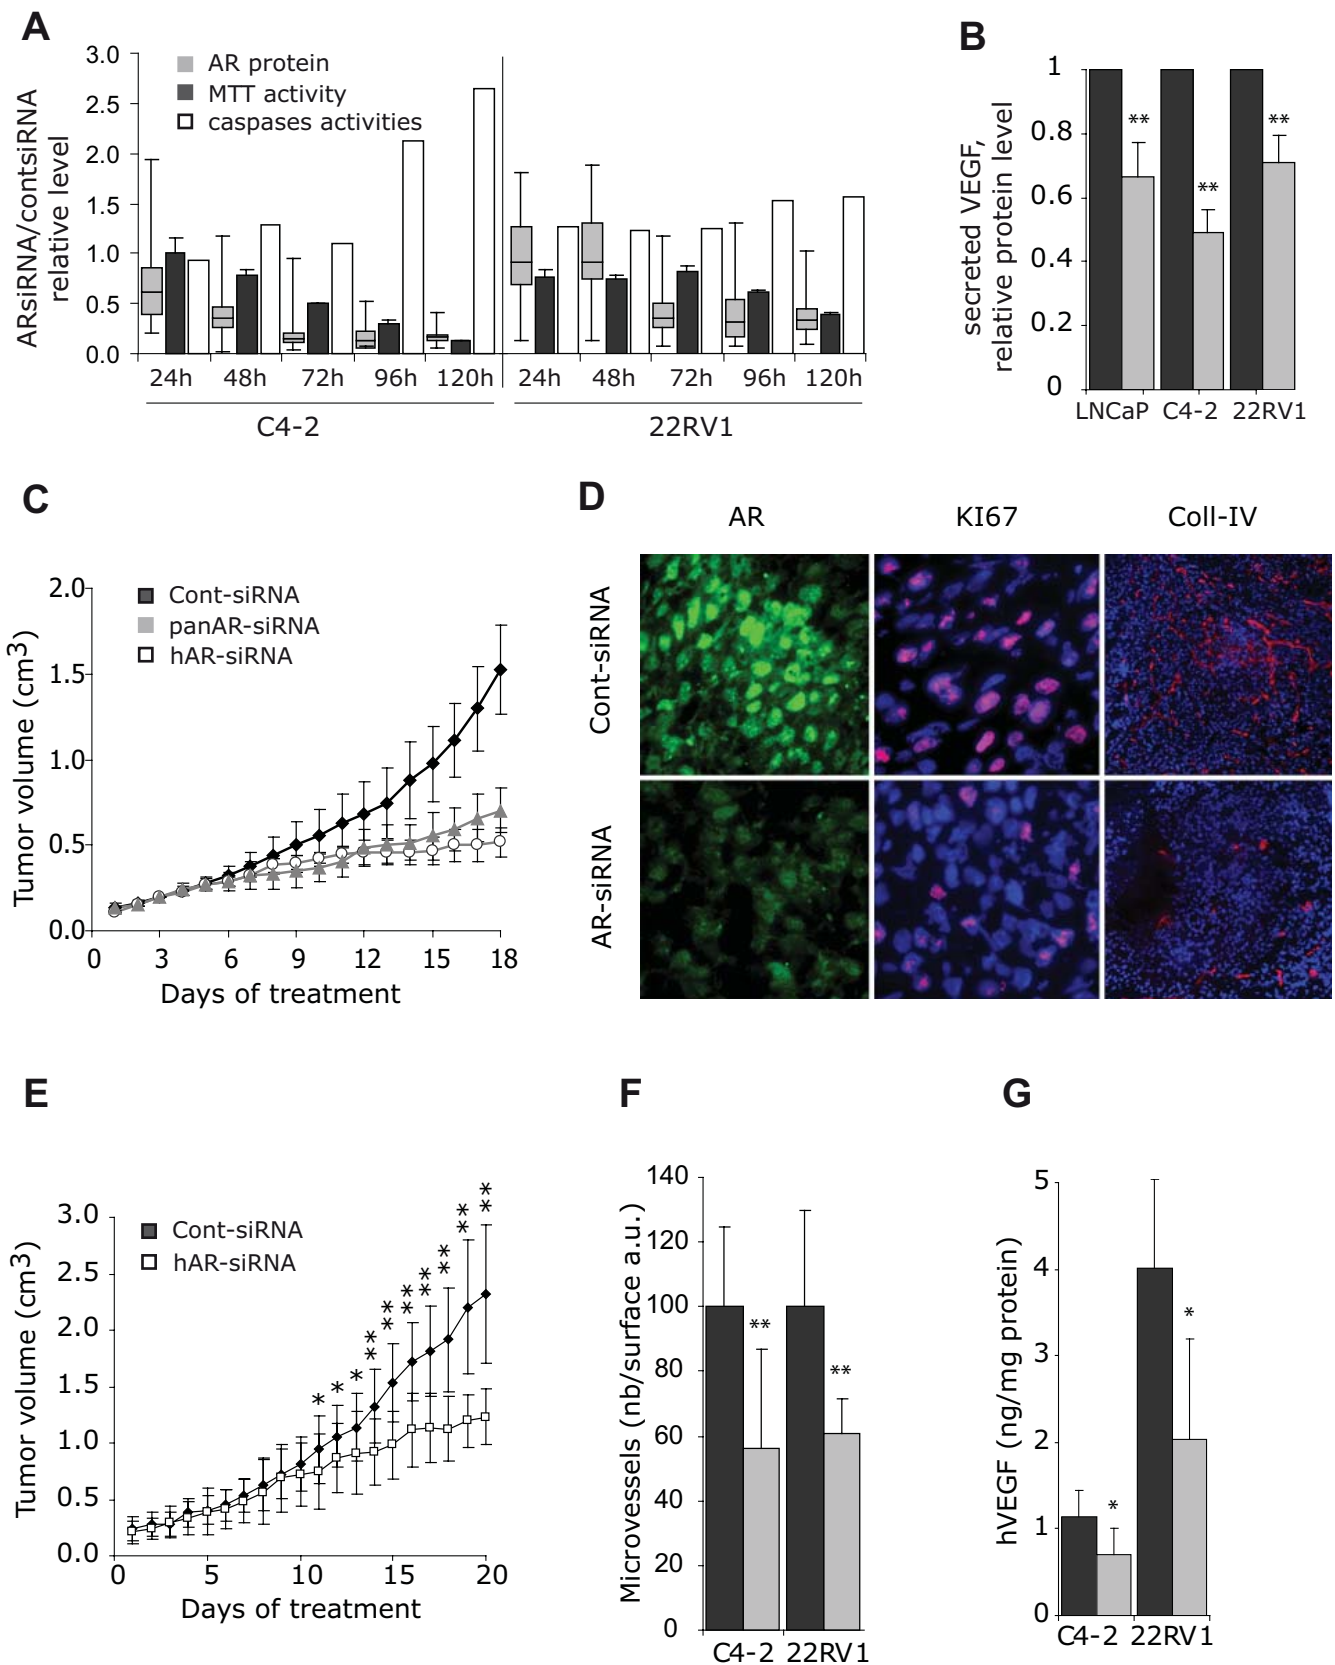 A
ARsiRNA/contsiRNA
relative level
3.0
2.5
2.0
1.5
1.0
0.5
0.0
AR protein
MTT activity
caspases activities
24h 48h 72h 96h 120h 24h 48h 72h 96h 120h
C4-2 22RV1
B
secreted VEGF,
relative protein level
1
0.8
0.6
0.4
0.2
0
** ** **
LNCaP C4-2 22RV1
C
Tumor volume (cm3)
2.0
1.5
1.0
0.5
0.0
Cont-siRNA
panAR-siRNA
hAR-siRNA
0 3 6 9 12 15 18
Days of treatment
D
AR KI67 Coll-IV
Cont-siRNA
AR-siRNA
E
Tumor volume (cm3)
3.0
2.5
2.0
1.5
1.0
0.5
0.0
Cont-siRNA
hAR-siRNA
* * * ** ** ** ** ** ** **
0 5 10 15 20
Days of treatment
F
Microvessels (nb/surface a.u.)
140
120
100
80
60
40
20
0
** **
C4-2 22RV1
G
hVEGF (ng/mg protein)
5
4
3
2
1
0
* *
C4-2 22RV1